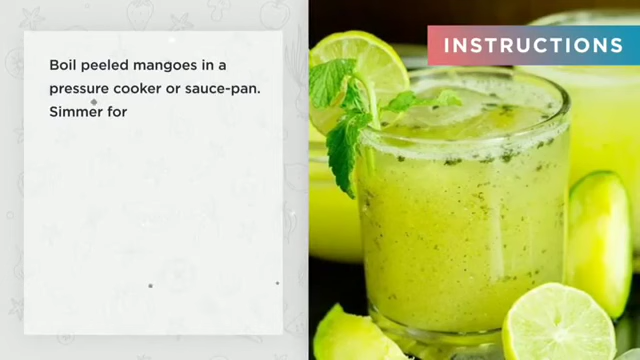 Boil peeled mangoes in a
pressure cooker or sauce-pan.
Simmer for
INSTRUCTIONS